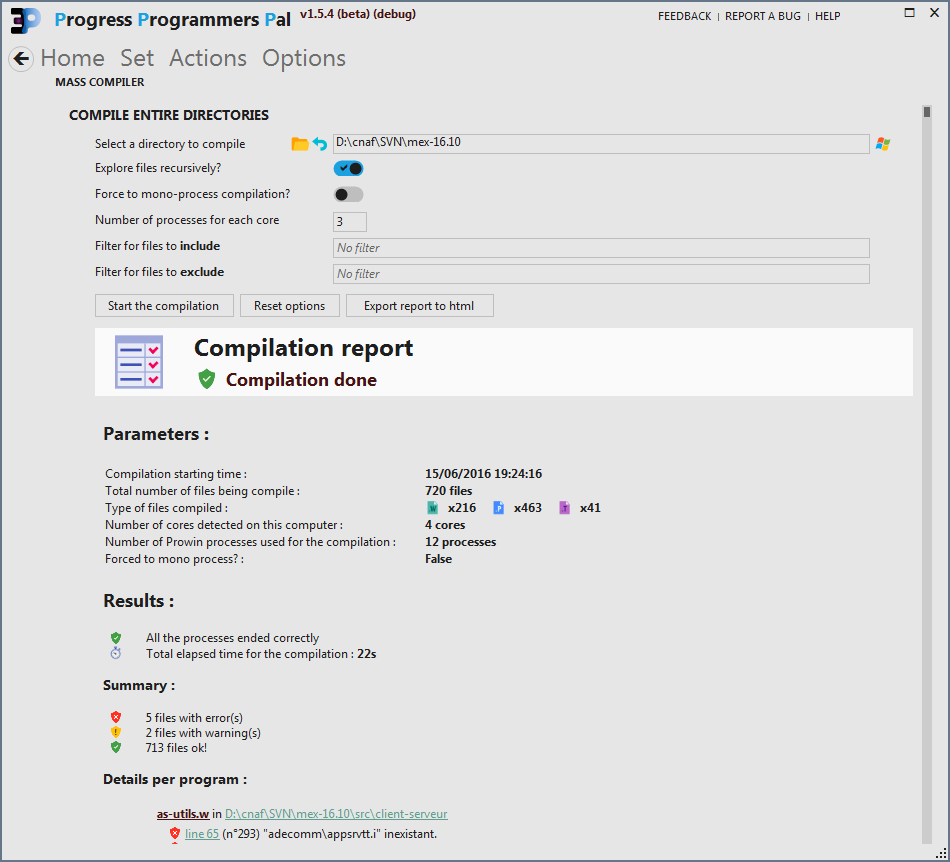 Progress Programmers Pal v1.5.4 (beta) (debug)
FEEDBACK | REPORT A BUG | HELP
Home Set Actions Options
MASS COMPILER
COMPILE ENTIRE DIRECTORIES
Select a directory to compile D:\cnaf\SVN\mex-16.10
Explore files recursively?
Force to mono-process compilation?
Number of processes for each core 3
Filter for files to include No filter
Filter for files to exclude No filter
Start the compilation Reset options Export report to html
Compilation report
Compilation done
Parameters :
Compilation starting time : 15/06/2016 19:24:16
Total number of files being compile : 720 files
Type of files compiled : W x216 P x463 T x41
Number of cores detected on this computer : 4 cores
Number of Prowin processes used for the compilation : 12 processes
Forced to mono process? : False
Results :
All the processes ended correctly
Total elapsed time for the compilation : 22s
Summary :
5 files with error(s)
2 files with warning(s)
713 files ok!
Details per program :
as-utils.w in D:\cnaf\SVN\mex-16.10\src\client-serveur
line 65 (n°293) "adecomm\appsrvtt.i" inexistant.